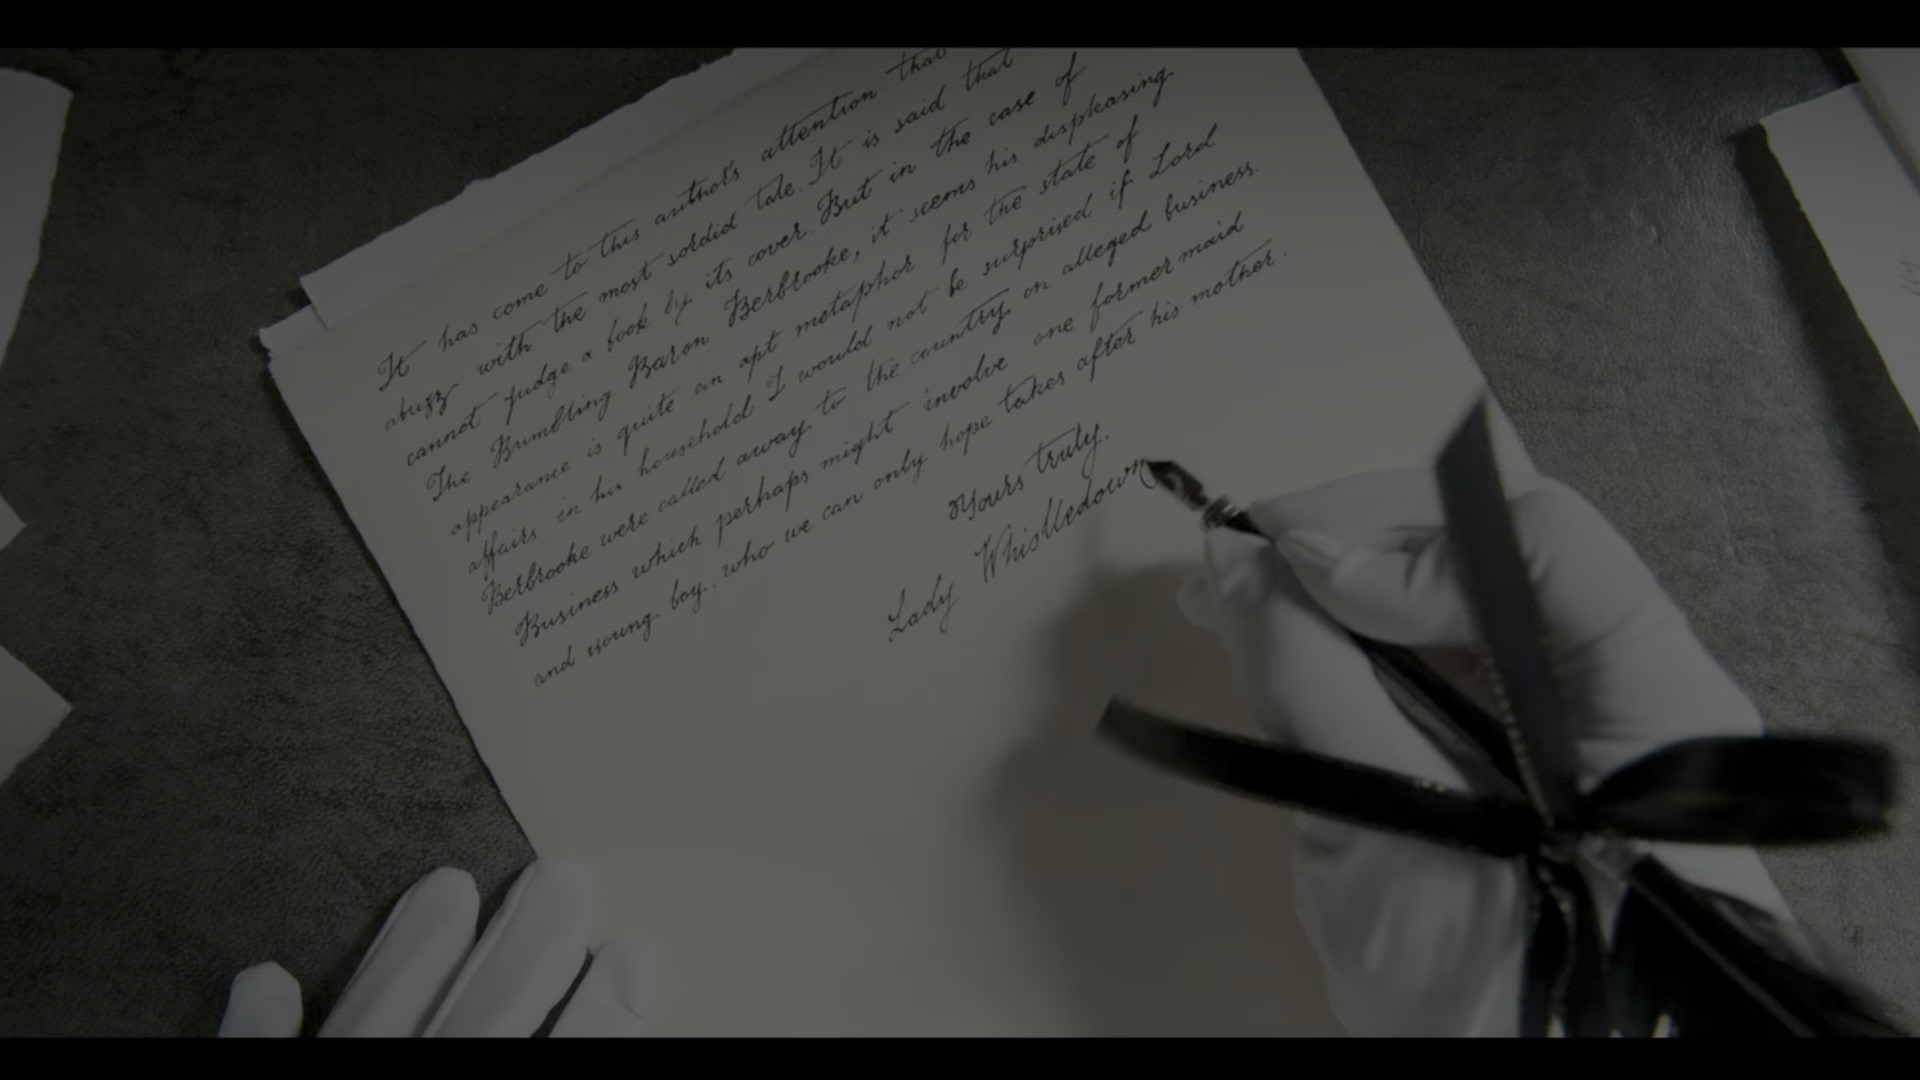 It has come to this author's attention that
abuzz with the most sordid tale. It is said that
cannot judge a book by its cover. But in the case of
The Bumbling Baron Berbrooke, it seems his displeasing
appearance is quite an apt metaphor for the state of
affairs in his household. I would not be surprised if Lord
Berbrooke were called away to the country on alleged business.
Business which perhaps might involve one former maid
and young boy, who we can only hope takes after his mother.
Yours truly.
Lady Whistledown